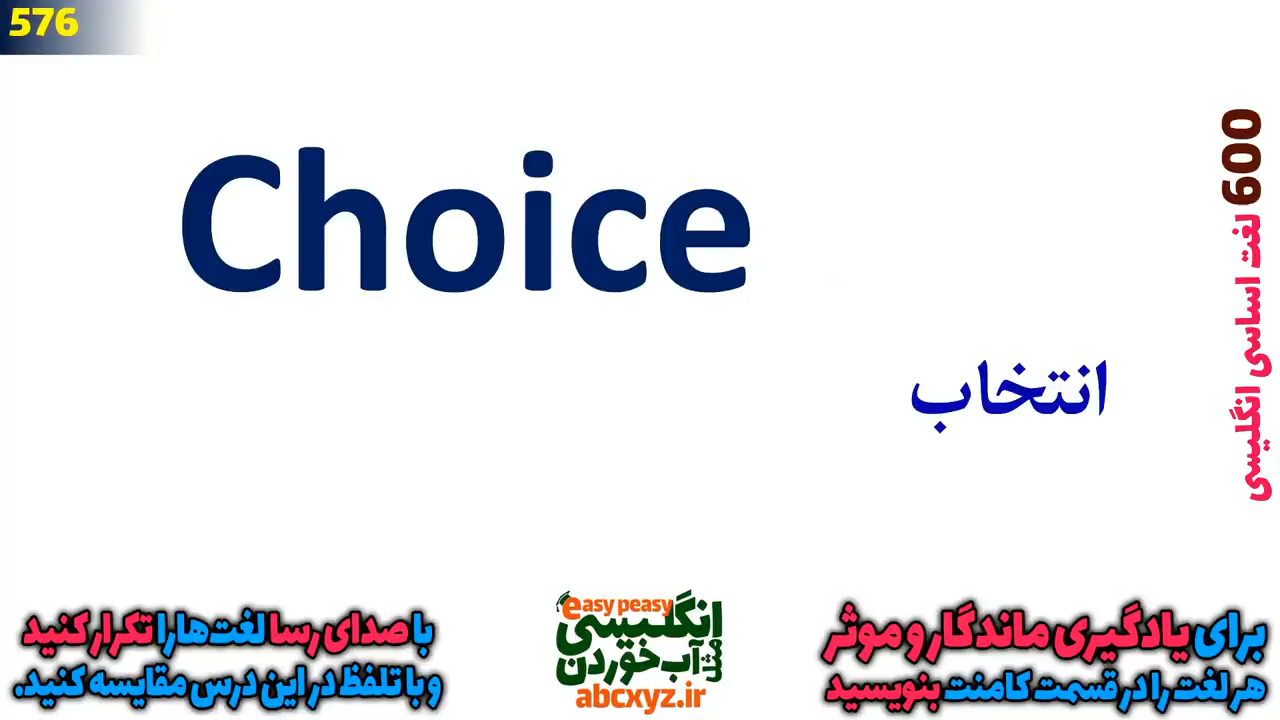 576
Choice
انتخاب
600 لغت اساسی انگلیسی
برای یادگیری ماندگار و موثر
هر لغت را در قسمت کامنت بنویسید
easy peasy
انگلیسی
مثل آب خوردن
abcxyz.ir
با صدای رسا لغت‌ها را تکرار کنید
و با تلفظ در این درس مقایسه کنید.